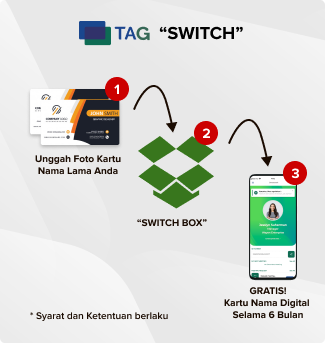 TAG “SWITCH”
1
Unggah Foto Kartu
Nama Lama Anda
2
“SWITCH BOX”
3
GRATIS!
Kartu Nama Digital
Selama 6 Bulan
* Syarat dan Ketentuan berlaku